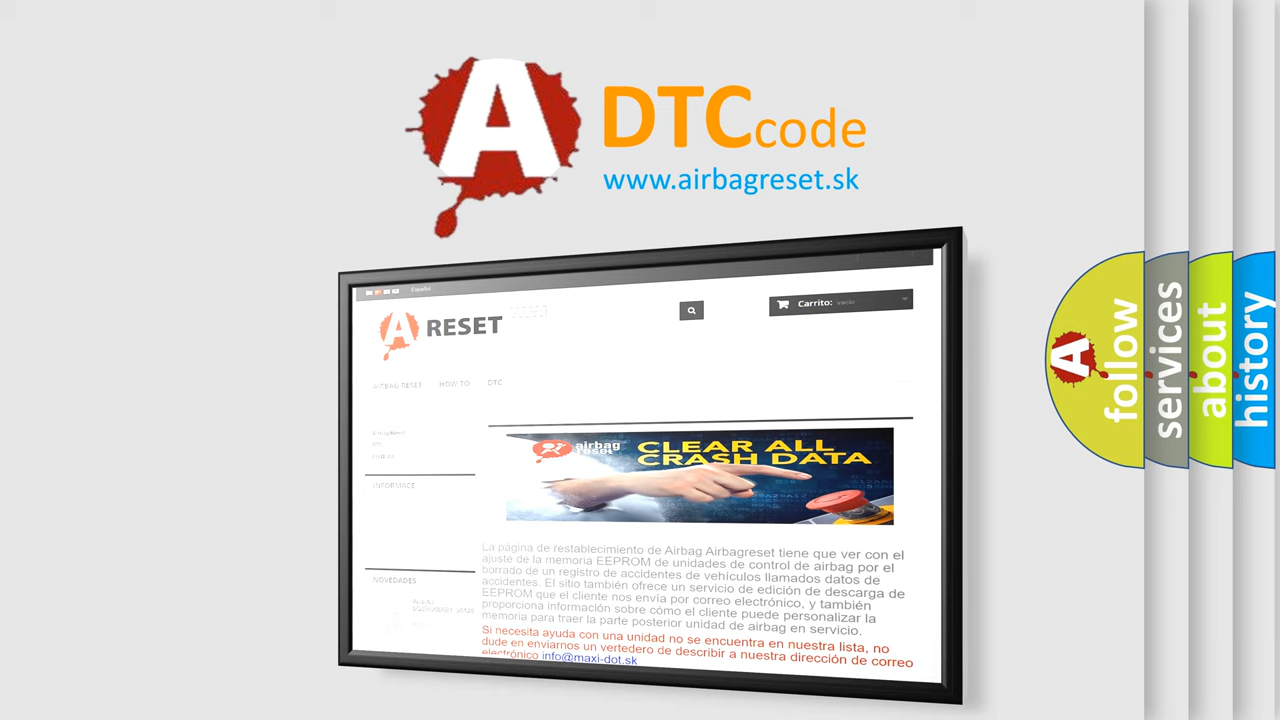 A
DTCcode
www.airbagreset.sk
Español
A RESET
Carrito: vacío
AIRBAG RESET HOW TO DTC
airbag
reset
CLEAR ALL
CRASH DATA
INFORMACE
La página de restablecimiento de Airbag Airbagreset tiene que ver con el
ajuste de la memoria EEPROM de unidades de control de airbag por el
borrado de un registro de accidentes de vehículos llamados datos de
accidentes. El sitio también ofrece un servicio de edición de descarga de
EEPROM que el cliente nos envía por correo electrónico, y también
proporciona información sobre cómo el cliente puede personalizar la
memoria para traer la parte posterior unidad de airbag en servicio.
Si necesita ayuda con una unidad no se encuentra en nuestra lista, no
dude en enviarnos un vertedero de describir a nuestra dirección de correo
electrónico info@maxi-dot.sk
NOVEDADES
A
follow
services
about
history